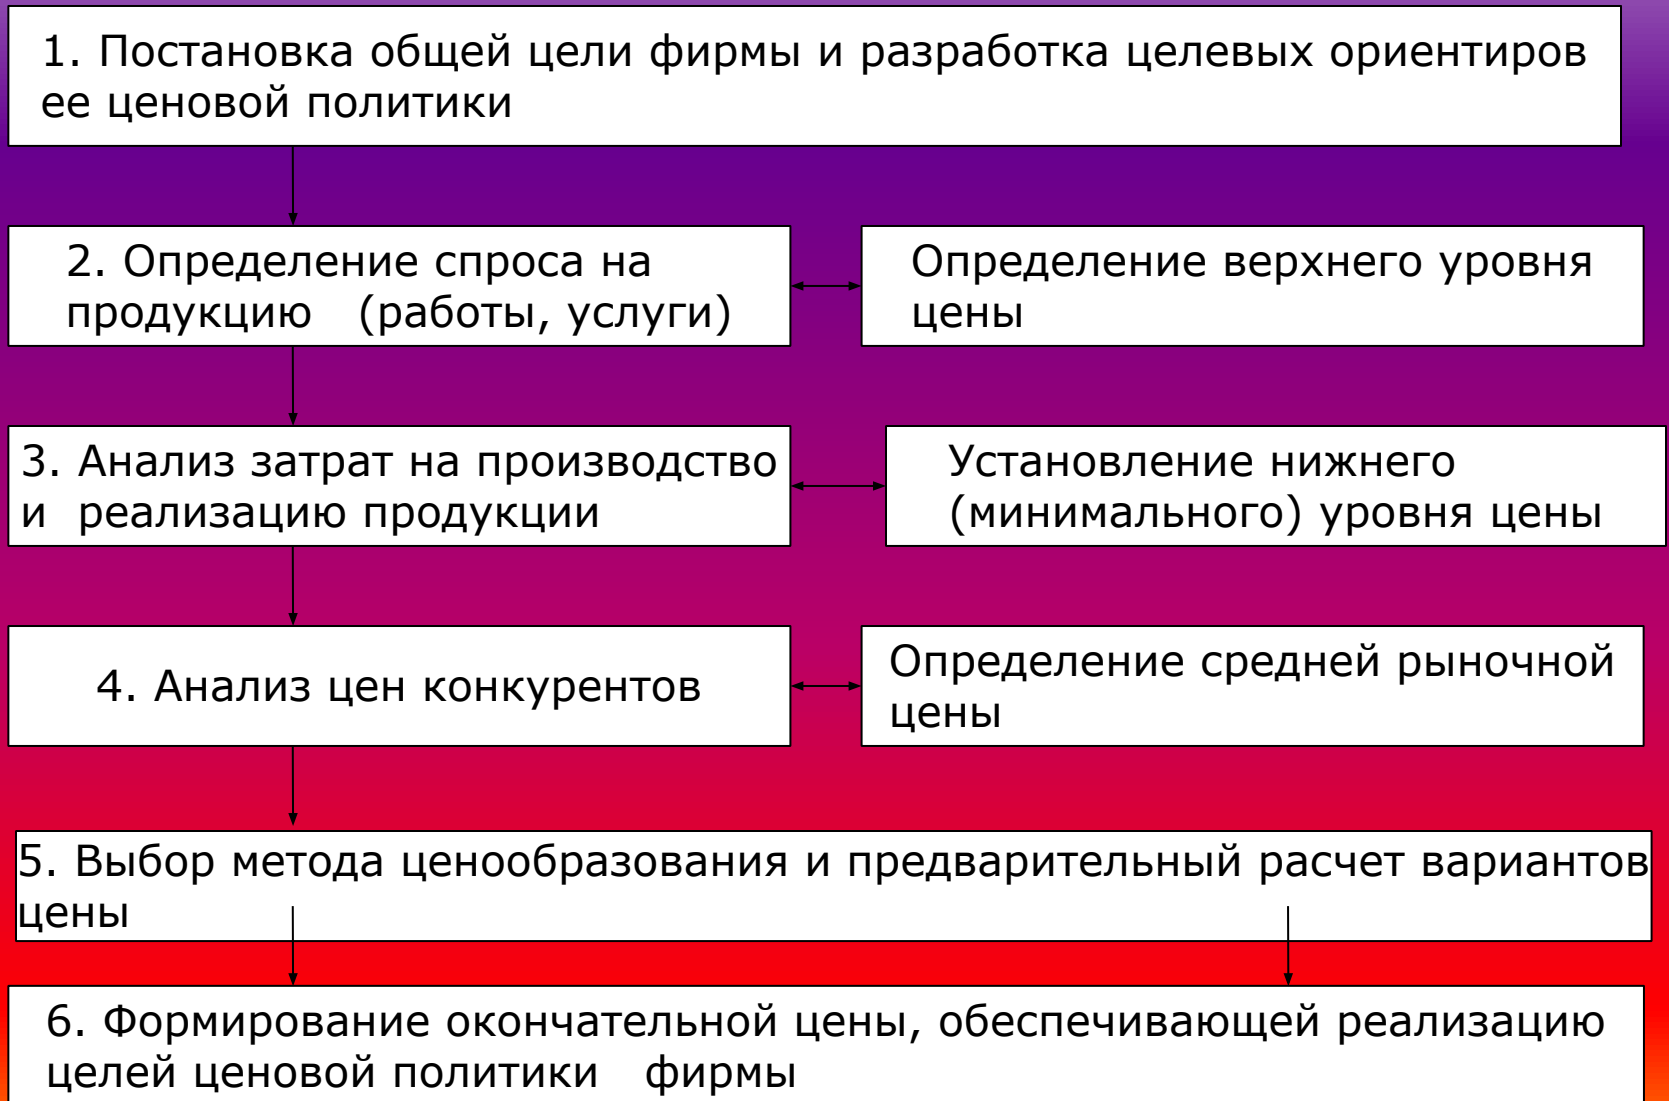 1. Постановка общей цели фирмы и разработка целевых ориентиров
ее ценовой политики
2. Определение спроса на
продукцию (работы, услуги)
Определение верхнего уровня
цены
3. Анализ затрат на производство
и реализацию продукции
Установление нижнего
(минимального) уровня цены
4. Анализ цен конкурентов
Определение средней рыночной
цены
5. Выбор метода ценообразования и предварительный расчет вариантов
цены
6. Формирование окончательной цены, обеспечивающей реализацию
целей ценовой политики фирмы